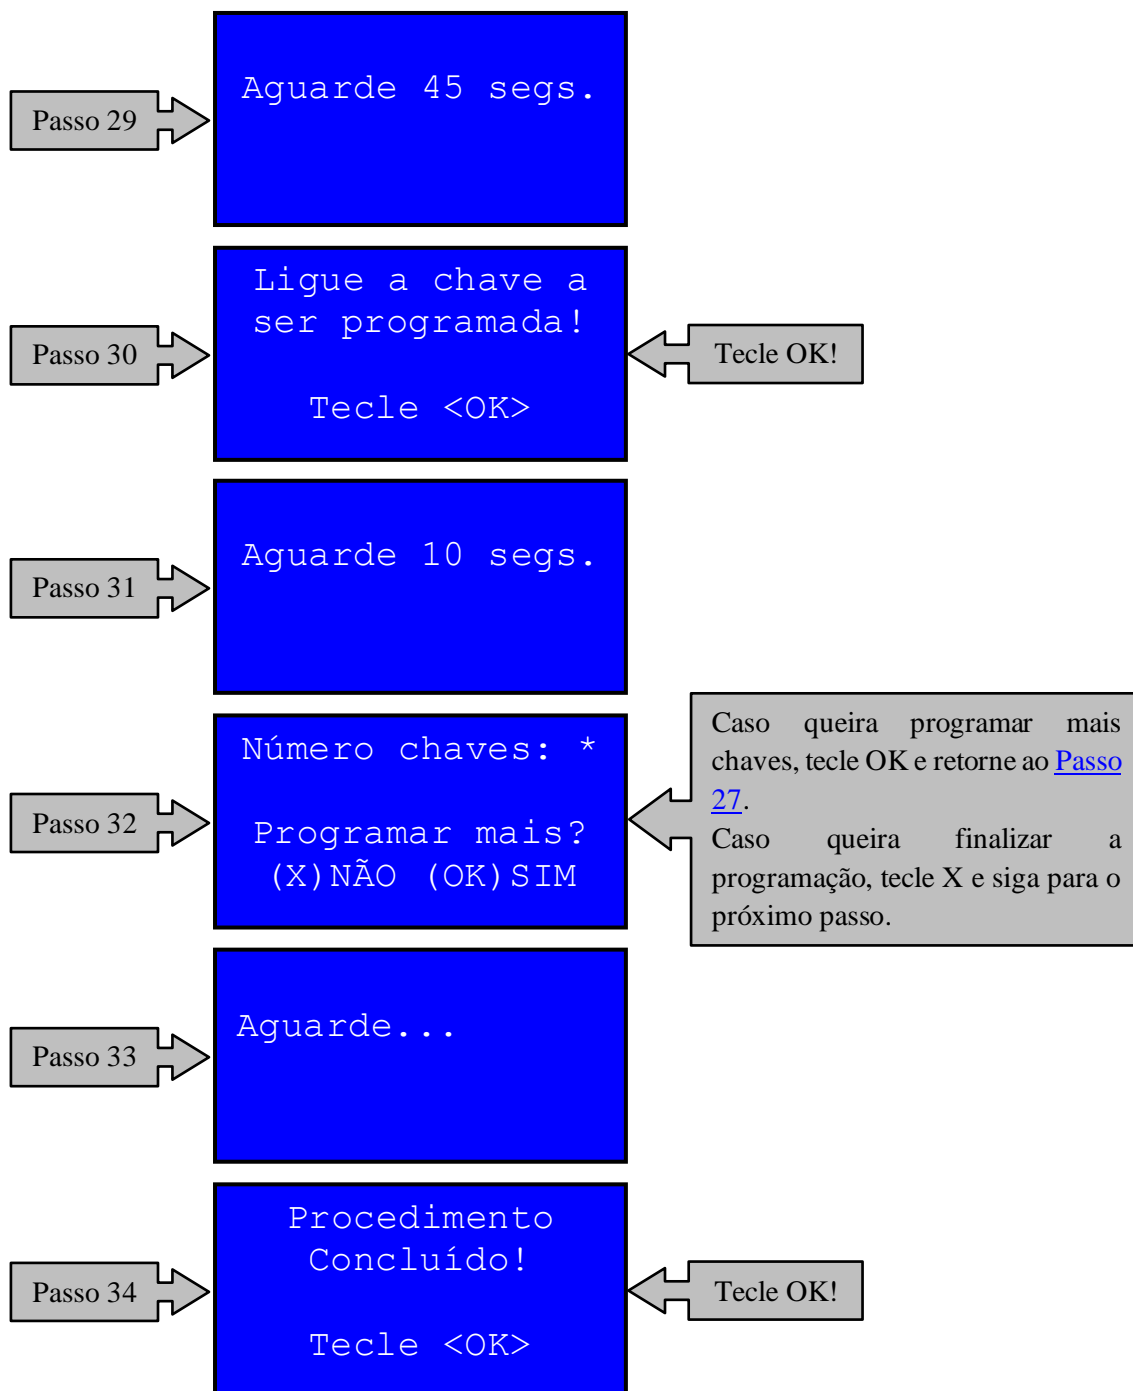 Passo 29
Aguarde 45 segs.
Passo 30
Ligue a chave a
ser programada!
Tecle <OK>
Tecle OK!
Passo 31
Aguarde 10 segs.
Passo 32
Número chaves: *
Programar mais?
(X)NÃO (OK)SIM
Caso queira programar mais
chaves, tecle OK e retorne ao Passo
27.
Caso queira finalizar a
programação, tecle X e siga para o
próximo passo.
Passo 33
Aguarde...
Passo 34
Procedimento
Concluído!
Tecle <OK>
Tecle OK!